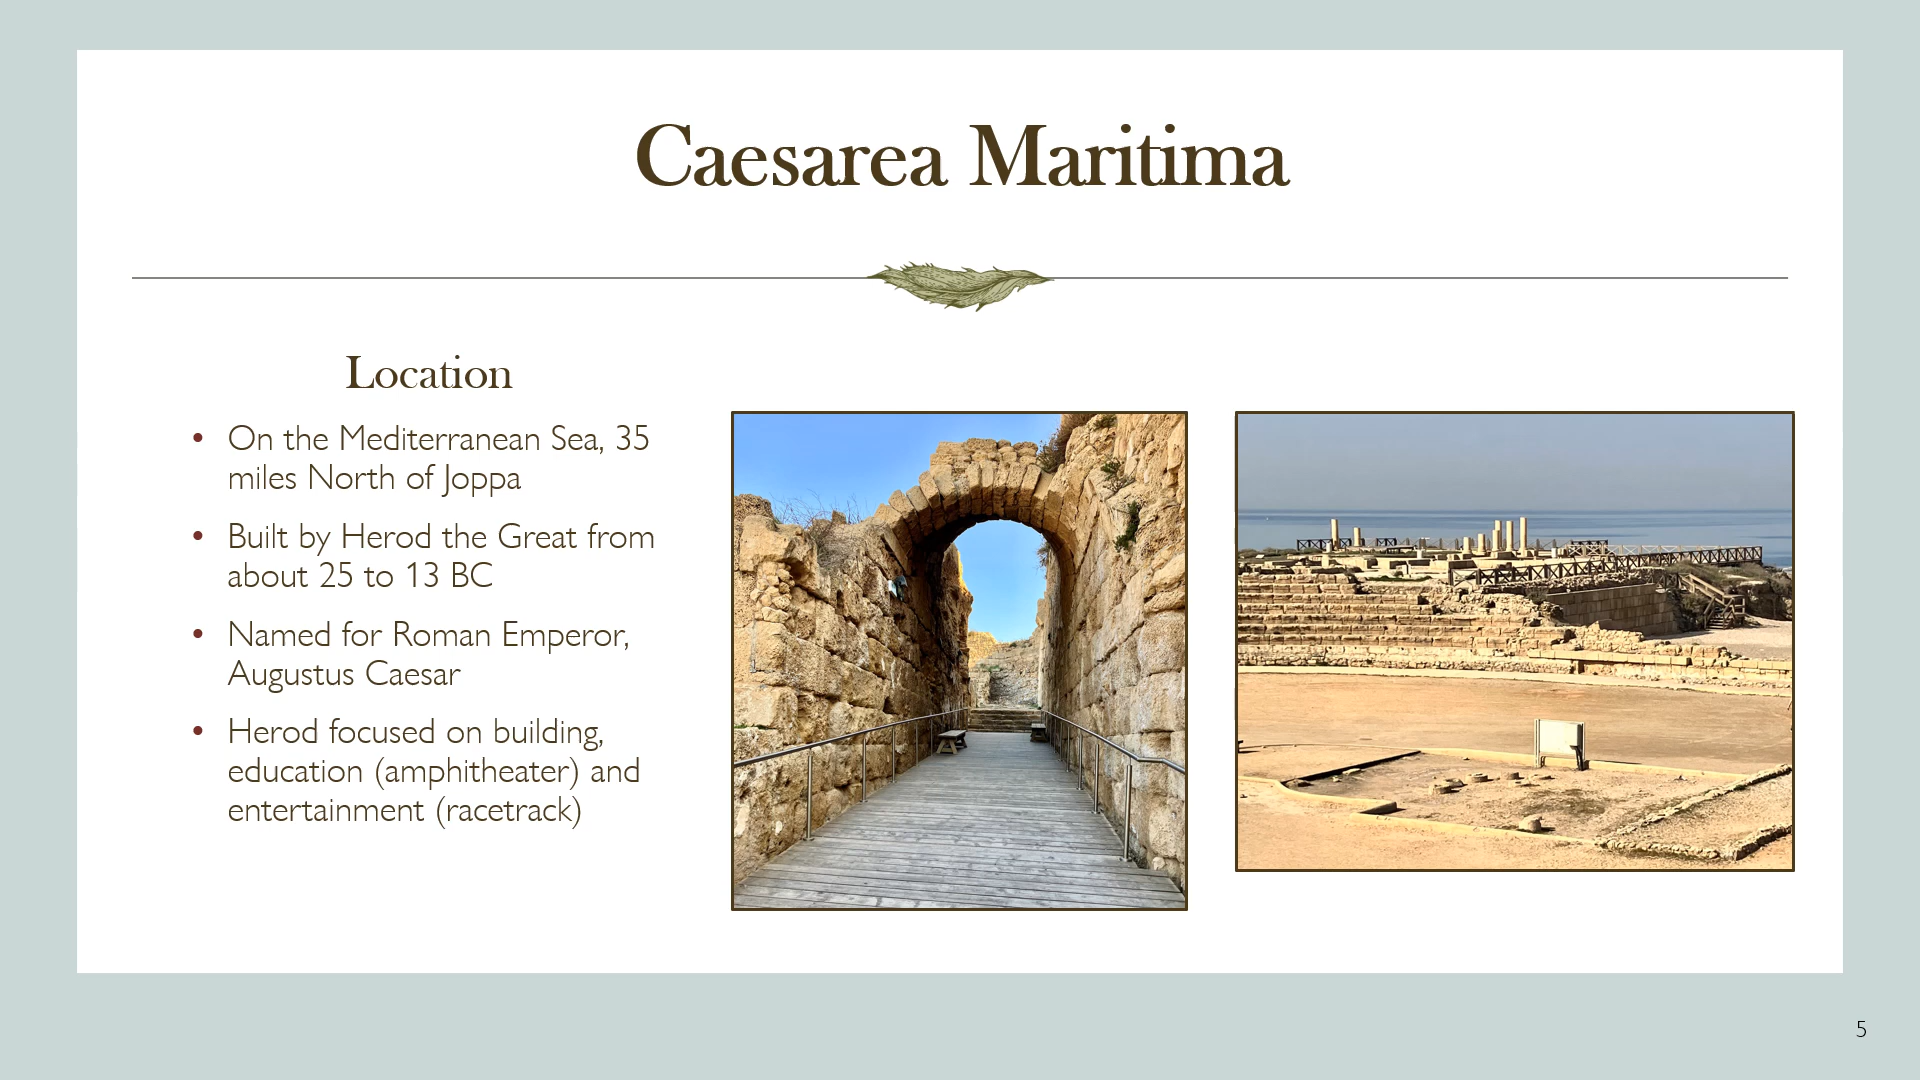 Caesarea Maritima
Location
• On the Mediterranean Sea, 35
miles North of Joppa
• Built by Herod the Great from
about 25 to 13 BC
• Named for Roman Emperor,
Augustus Caesar
• Herod focused on building,
education (amphitheater) and
entertainment (racetrack)
5